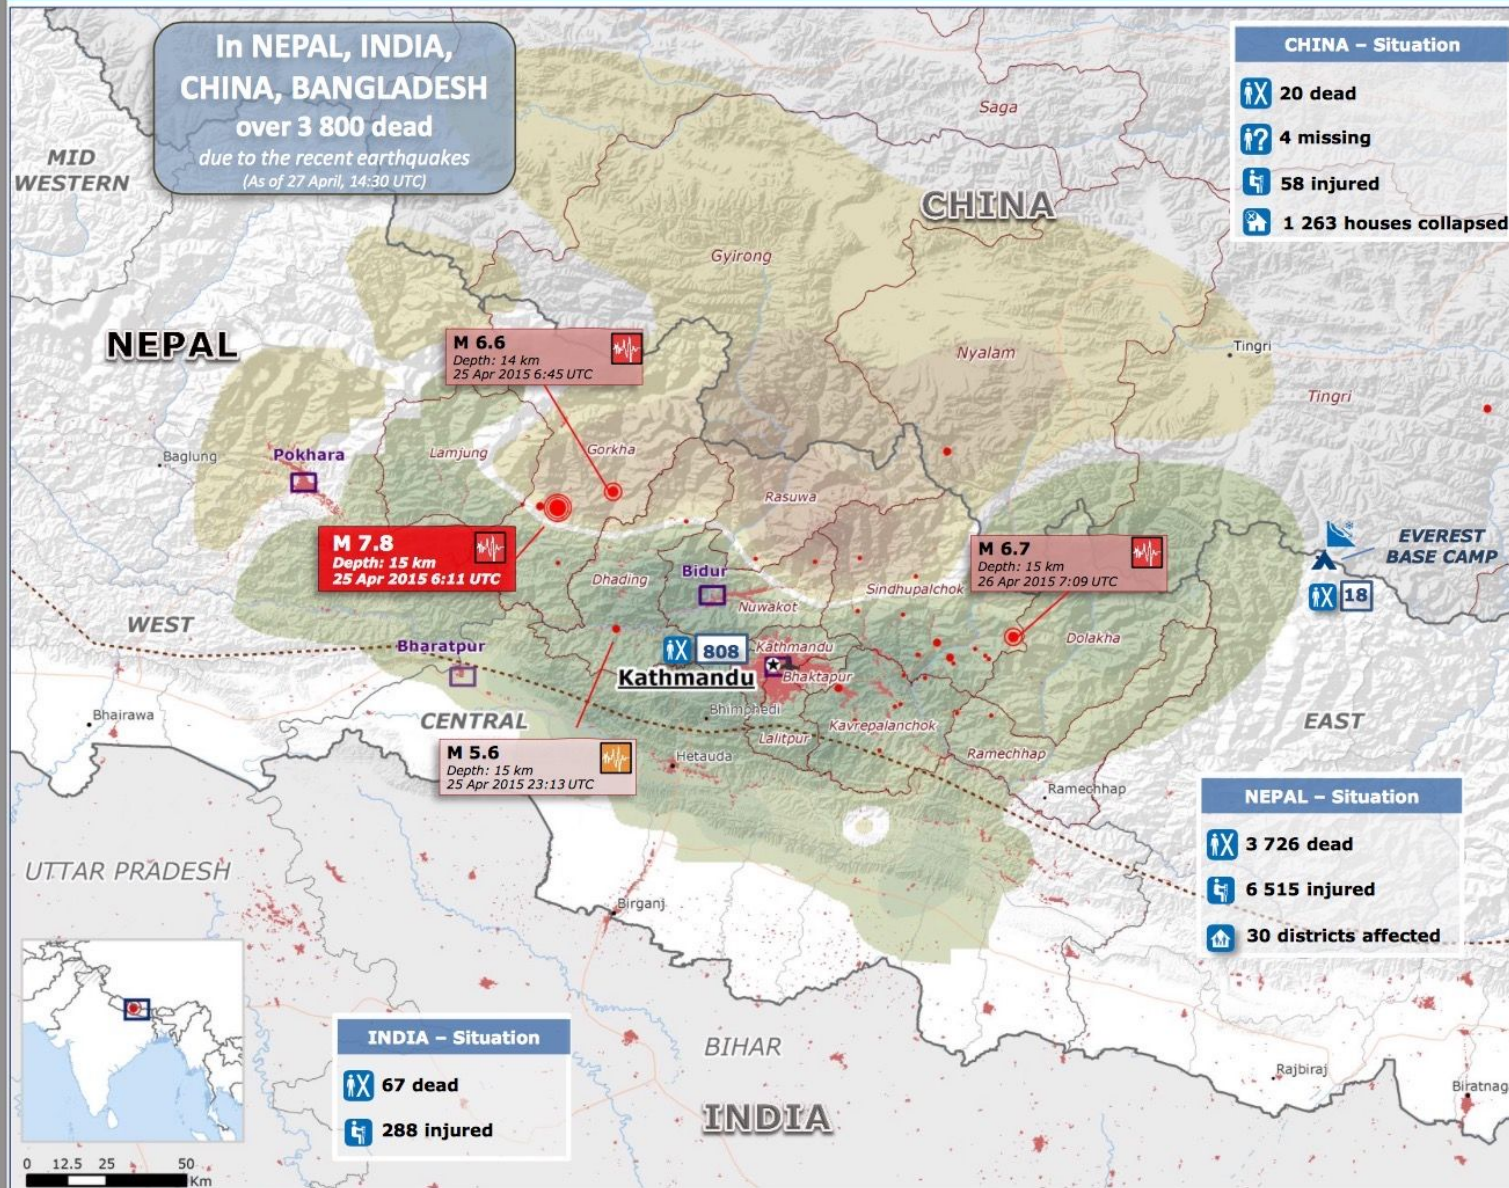 In NEPAL, INDIA,
CHINA, BANGLADESH
over 3 800 dead
due to the recent earthquakes
(As of 27 April, 14:30 UTC)
CHINA – Situation
20 dead
4 missing
58 injured
1 263 houses collapsed
MID
WESTERN
Saga
CHINA
Gyirong
NEPAL
M 6.6
Depth: 14 km
25 Apr 2015 6:45 UTC
Nyalam
Tingri
Tingri
Baglung
Pokhara
Lamjung
Gorkha
Rasuwa
M 7.8
Depth: 15 km
25 Apr 2015 6:11 UTC
M 6.7
Depth: 15 km
26 Apr 2015 7:09 UTC
EVEREST
BASE CAMP
18
Dhading
Bidur
Nuwakot
Sindhupalchok
WEST
Bharatpur
808
Kathmandu
Kathmandu
Bhaktapur
Dolakha
Bhairawa
CENTRAL
Bhimphedi
Lalitpur
Kavrepalanchok
Ramechhap
EAST
M 5.6
Depth: 15 km
25 Apr 2015 23:13 UTC
Hetauda
Ramechhap
NEPAL – Situation
3 726 dead
6 515 injured
30 districts affected
UTTAR PRADESH
Birganj
INDIA – Situation
67 dead
288 injured
BIHAR
INDIA
Rajbiraj
Biratnag
0 12.5 25 50
Km